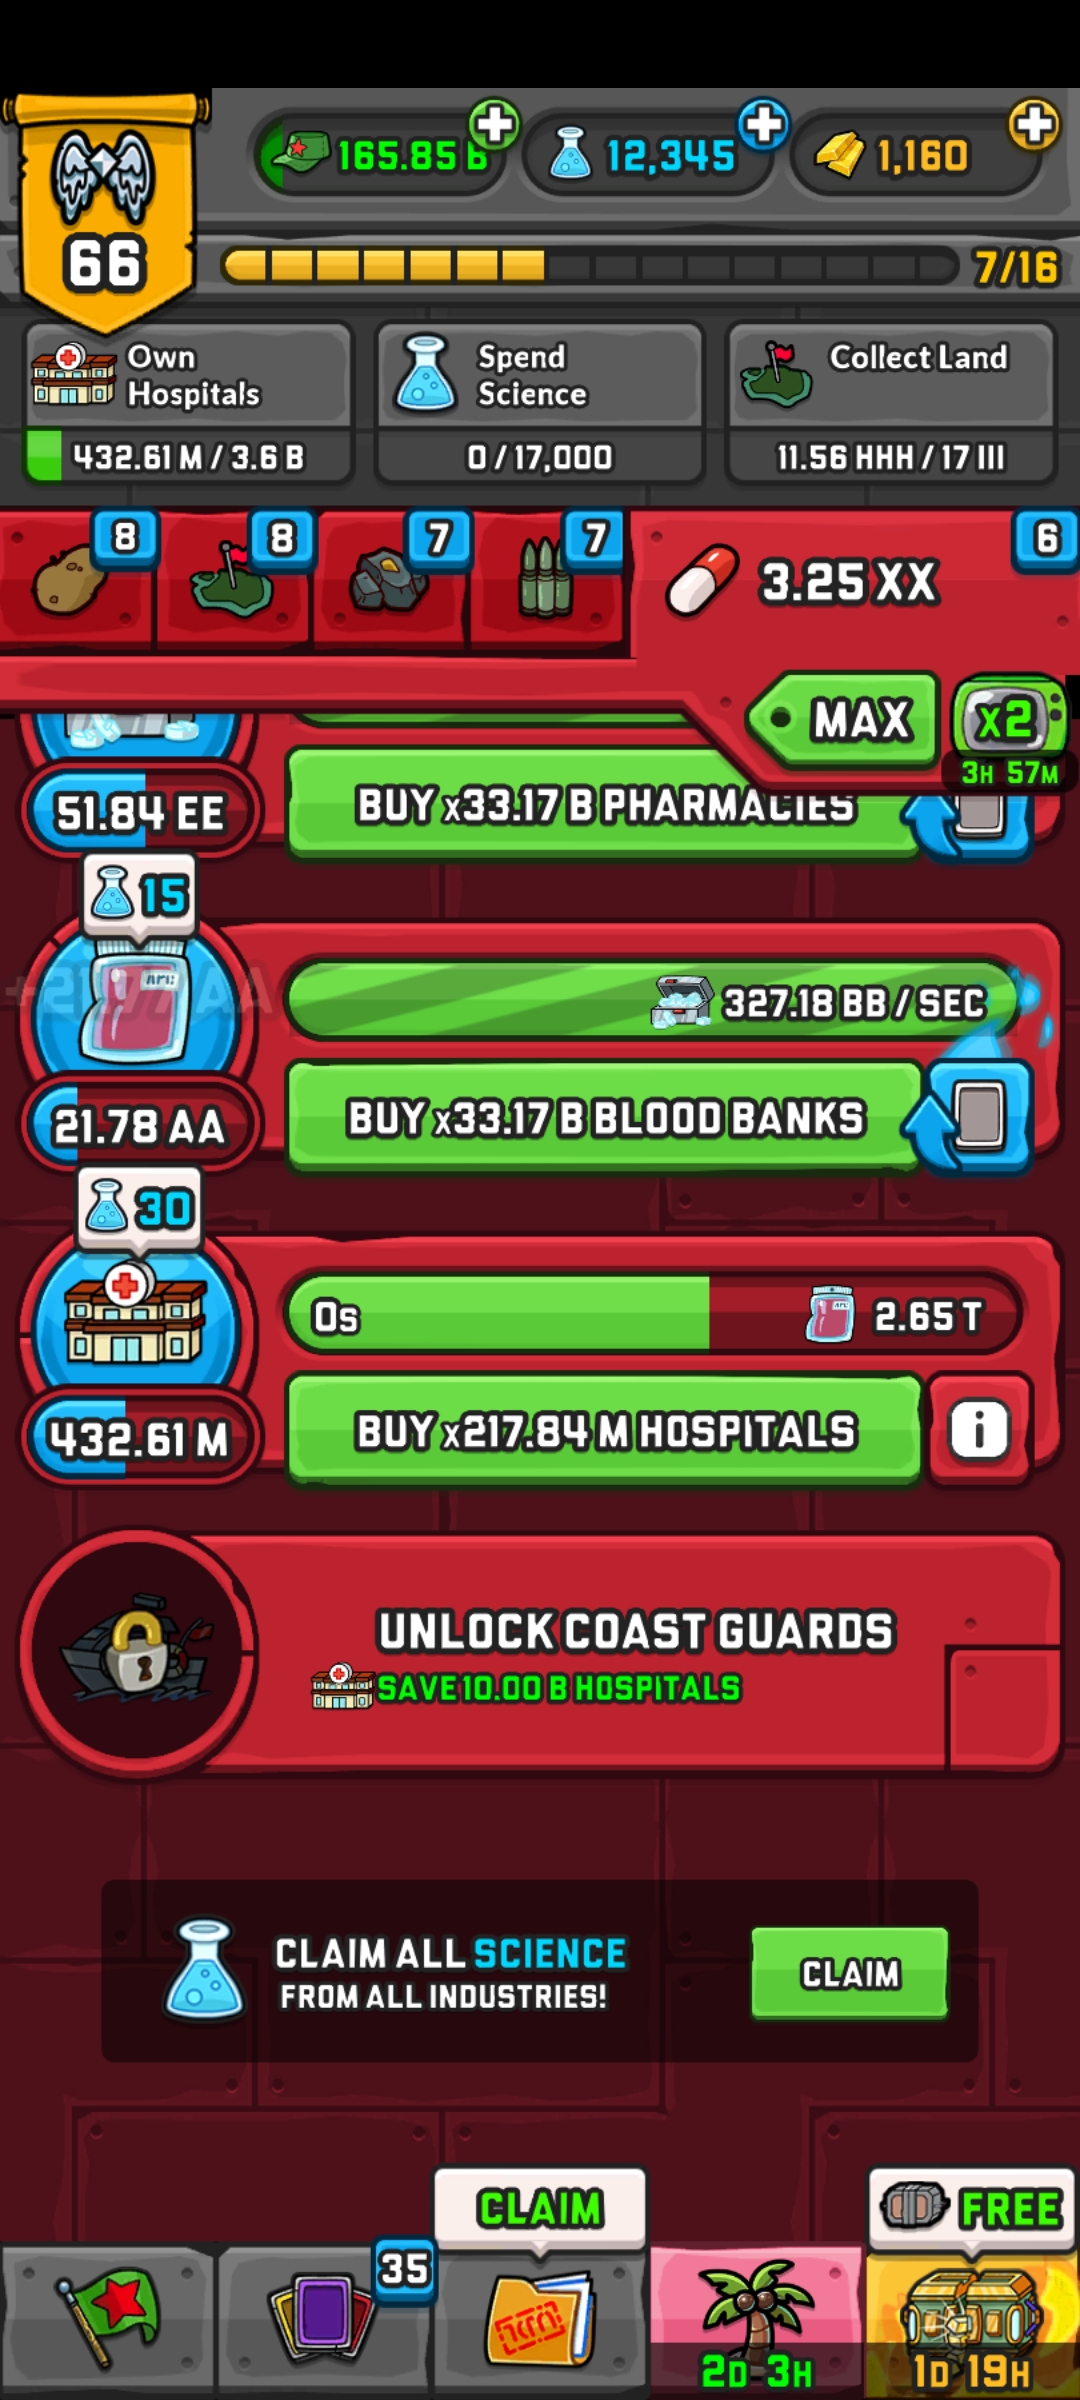 165.85 B
12,345
1,160
66
7/16
Own
Hospitals
432.61 M / 3.6 B
Spend
Science
0 / 17,000
Collect Land
11.56 HHH / 17 III
8
8
7
7
6
3.25 XX
MAX
x2
3H 57M
51.84 EE
BUY x33.17 B PHARMACIES
15
+21.77 AA
327.18 BB / SEC
21.78 AA
BUY x33.17 B BLOOD BANKS
30
0s
2.65 T
432.61 M
BUY x217.84 M HOSPITALS
i
UNLOCK COAST GUARDS
SAVE 10.00 B HOSPITALS
CLAIM ALL SCIENCE
FROM ALL INDUSTRIES!
CLAIM
CLAIM
FREE
35
2D 3H
1D 19H